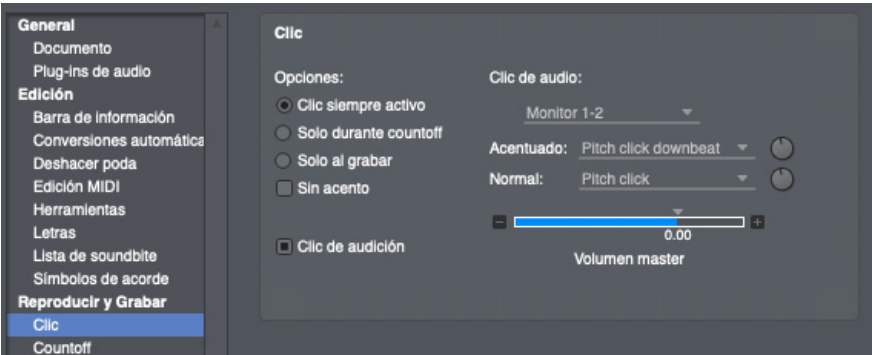 General
Documento
Plug-ins de audio
Edición
Barra de información
Conversiones automática
Deshacer poda
Edición MIDI
Herramientas
Letras
Lista de soundbite
Símbolos de acorde
Reproducir y Grabar
Clic
Countoff
Clic
Opciones:
Clic siempre activo
Solo durante countoff
Solo al grabar
Sin acento
Clic de audición
Clic de audio:
Monitor 1-2
Acentuado: Pitch click downbeat
Normal: Pitch click
0.00
Volumen master